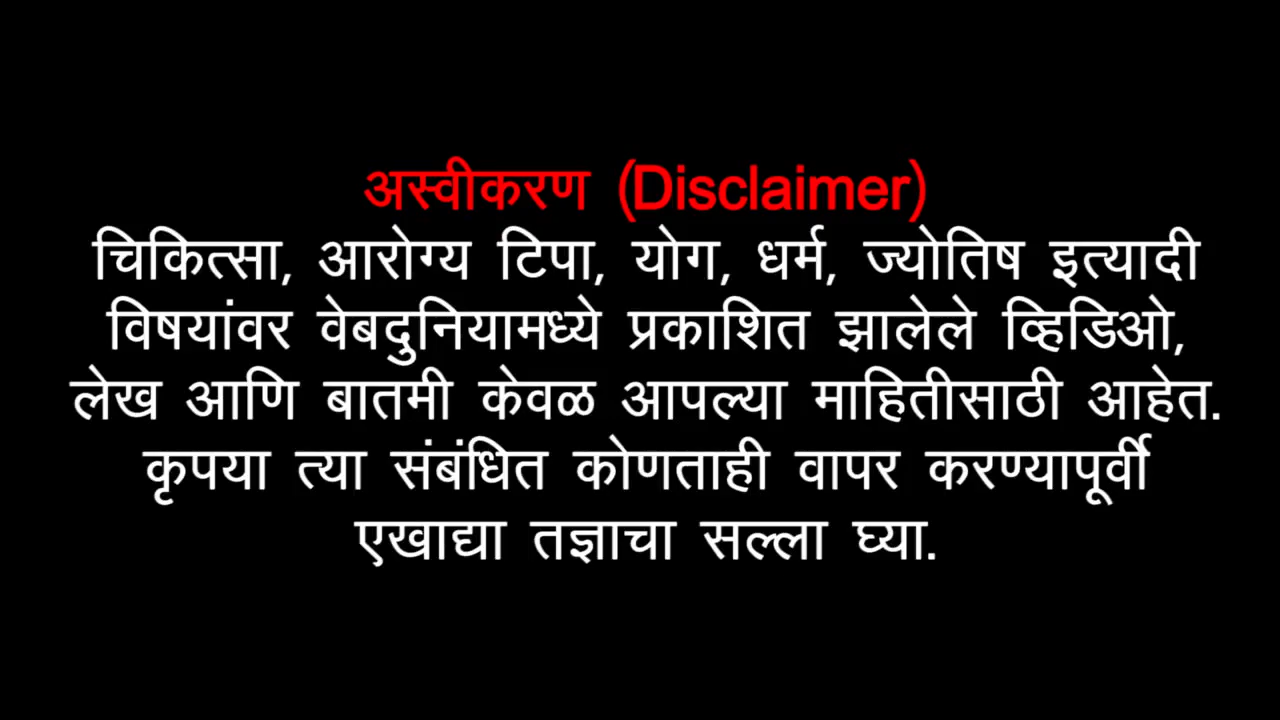 अस्वीकरण (Disclaimer)
चिकित्सा, आरोग्य टिपा, योग, धर्म, ज्योतिष इत्यादी
विषयांवर वेबदुनियामध्ये प्रकाशित झालेले व्हिडिओ,
लेख आणि बातमी केवळ आपल्या माहितीसाठी आहेत.
कृपया त्या संबंधित कोणताही वापर करण्यापूर्वी
एखाद्या तज्ञाचा सल्ला घ्या.